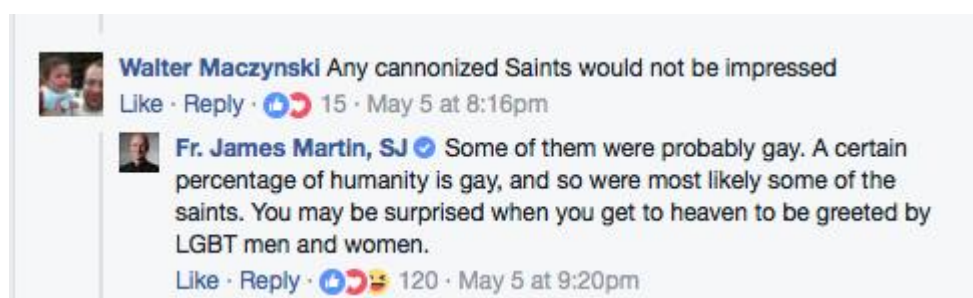 Walter Maczynski Any cannonized Saints would not be impressed
Like · Reply · 15 · May 5 at 8:16pm
Fr. James Martin, SJ Some of them were probably gay. A certain
percentage of humanity is gay, and so were most likely some of the
saints. You may be surprised when you get to heaven to be greeted by
LGBT men and women.
Like · Reply · 120 · May 5 at 9:20pm